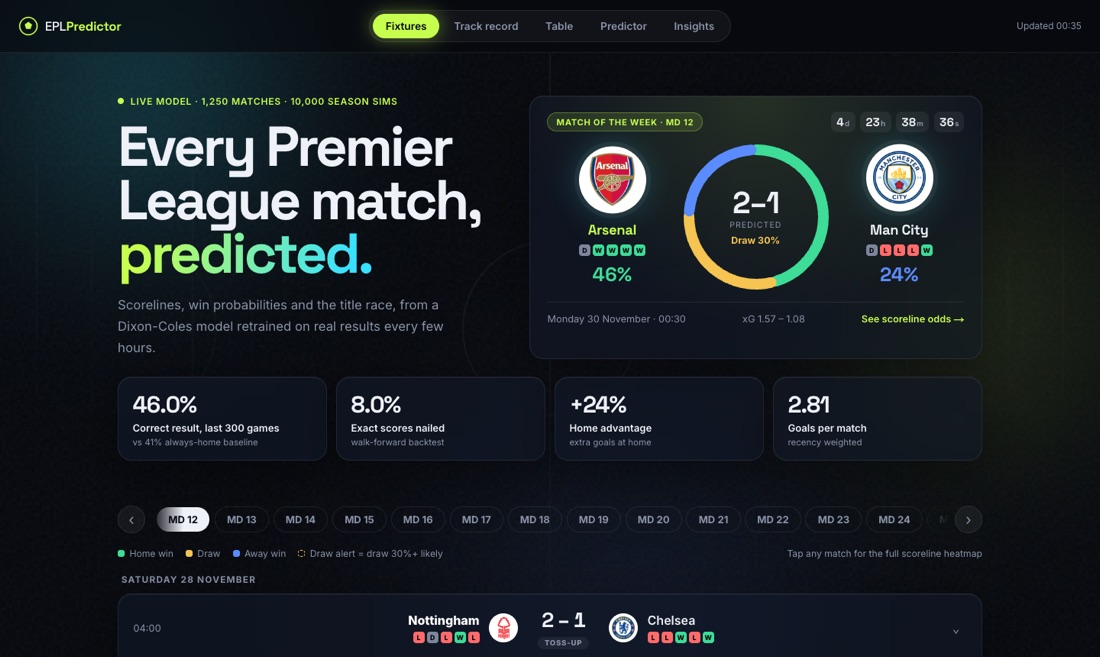 EPLPredictor
Fixtures
Track record
Table
Predictor
Insights
Updated 00:35
LIVE MODEL · 1,250 MATCHES · 10,000 SEASON SIMS
Every Premier
League match,
predicted.
Scorelines, win probabilities and the title race, from a
Dixon-Coles model retrained on real results every few
hours.
MATCH OF THE WEEK · MD 12
4d 23h 38m 36s
Arsenal
Arsenal
D W W W W
46%
2–1
PREDICTED
Draw 30%
MANCHESTER
CITY
Man City
D L L L W
24%
Monday 30 November · 00:30
xG 1.57 – 1.08
See scoreline odds →
46.0%
Correct result, last 300 games
vs 41% always-home baseline
8.0%
Exact scores nailed
walk-forward backtest
+24%
Home advantage
extra goals at home
2.81
Goals per match
recency weighted
‹ MD 12 MD 13 MD 14 MD 15 MD 16 MD 17 MD 18 MD 19 MD 20 MD 21 MD 22 MD 23 MD 24 ›
Home win
Draw
Away win
Draw alert = draw 30%+ likely
Tap any match for the full scoreline heatmap
SATURDAY 28 NOVEMBER
04:00
Nottingham
L D L W L
2 – 1
TOSS-UP
Chelsea
L L W L W